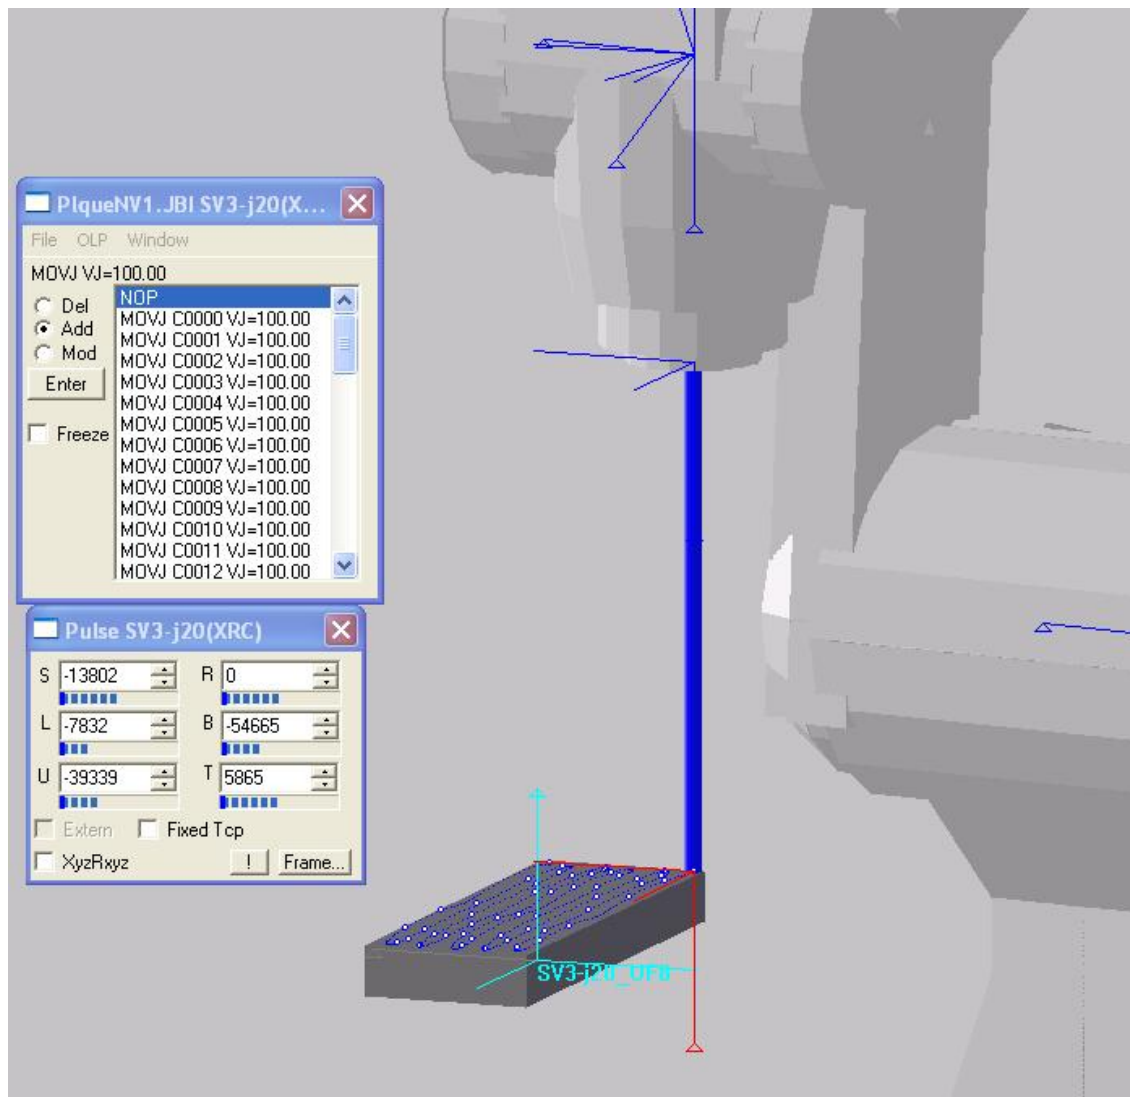 PIqueNV1.JBI SV3-j20(X...
File OLP Window
MOVJ VJ=100.00
Del
Add
Mod
Enter
Freeze
NOP
MOVJ C0000 VJ=100.00
MOVJ C0001 VJ=100.00
MOVJ C0002 VJ=100.00
MOVJ C0003 VJ=100.00
MOVJ C0004 VJ=100.00
MOVJ C0005 VJ=100.00
MOVJ C0006 VJ=100.00
MOVJ C0007 VJ=100.00
MOVJ C0008 VJ=100.00
MOVJ C0009 VJ=100.00
MOVJ C0010 VJ=100.00
MOVJ C0011 VJ=100.00
MOVJ C0012 VJ=100.00
Pulse SV3-j20(XRC)
S -13802 R 0
L -7832 B -54665
U -39339 T 5865
Extern Fixed Tcp
XyzRxyz ! Frame...
SV3-j20_UF8